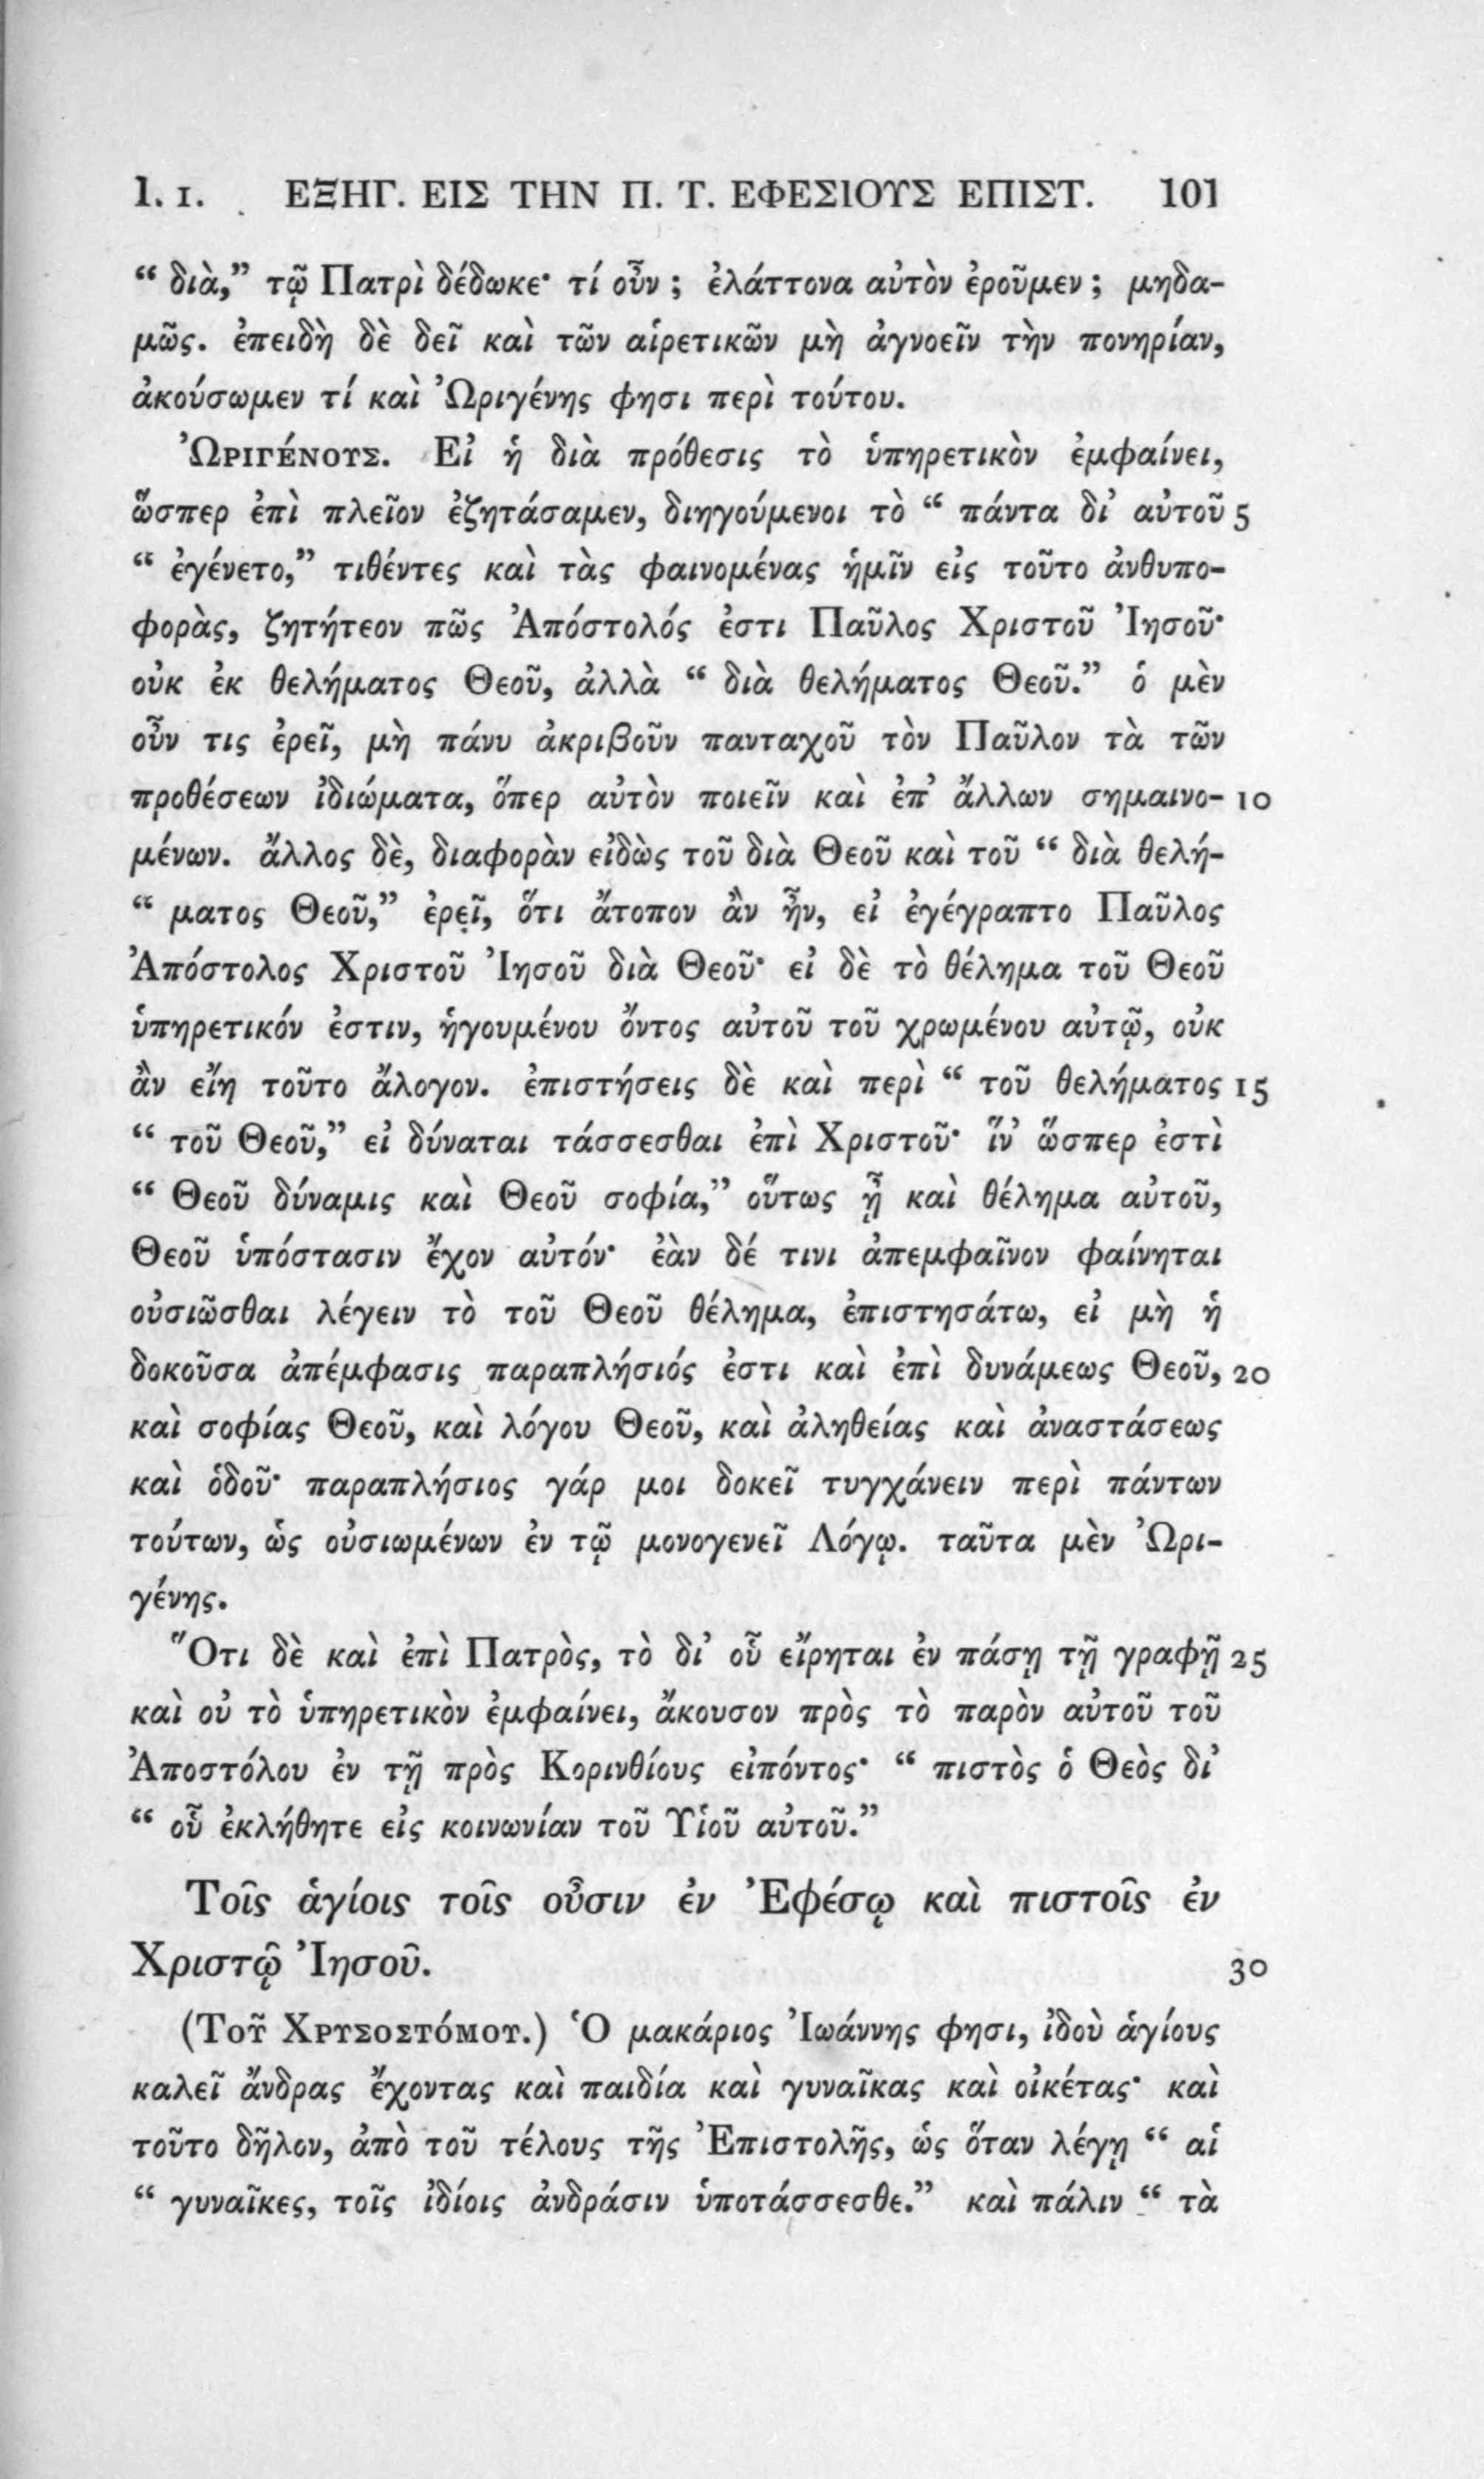 1. 1. ΕΞΗΓ. ΕΙΣ ΤΗΝ Π. Τ. ΕΦΕΣΙΟΥΣ ΕΠΙΣΤ. 101
“ διὰ,” τῷ Πατρὶ δέδωκε· τί οὖν ; ἐλάττονα αὐτὸν ἐροῦμεν ; μηδα-
μῶς. ἐπειδὴ δὲ δεῖ καὶ τῶν αἱρετικῶν μὴ ἀγνοεῖν τὴν πονηρίαν,
ἀκούσωμεν τί καὶ Ὠριγένης φησι περὶ τούτου.
ὨΡΙΓΈΝΟΥΣ. Εἰ ἡ διὰ πρόθεσις τὸ ὑπηρετικὸν ἐμφαίνει,
ὥσπερ ἐπὶ πλεῖον ἐζητάσαμεν, διηγούμενοι τὸ “ πάντα δι’ αὐτοῦ 5
“ ἐγένετο,” τιθέντες καὶ τὰς φαινομένας ἡμῖν εἰς τοῦτο ἀνθυπο-
φορὰς, ζητήτεον πῶς Ἀπόστολός ἐστι Παῦλος Χριστοῦ Ἰησοῦ·
οὐκ ἐκ θελήματος Θεοῦ, ἀλλὰ “ διὰ θελήματος Θεοῦ.” ὁ μὲν
οὖν τις ἐρεῖ, μὴ πάνυ ἀκριβοῦν πανταχοῦ τὸν Παῦλον τὰ τῶν
προθέσεων ἰδιώματα, ὅπερ αὐτὸν ποιεῖν καὶ ἐπ’ ἄλλων σημαινο- 10
μένων. ἄλλος δὲ, διαφορὰν εἰδὼς τοῦ διὰ Θεοῦ καὶ τοῦ “ διὰ θελή-
“ ματος Θεοῦ,” ἐρεῖ, ὅτι ἄτοπον ἂν ἦν, εἰ ἐγέγραπτο Παῦλος
Ἀπόστολος Χριστοῦ Ἰησοῦ διὰ Θεοῦ· εἰ δὲ τὸ θέλημα τοῦ Θεοῦ
ὑπηρετικόν ἐστιν, ἡγουμένου ὄντος αὐτοῦ τοῦ χρωμένου αὐτῷ, οὐκ
ἂν εἴη τοῦτο ἄλογον. ἐπιστήσεις δὲ καὶ περὶ “ τοῦ θελήματος 15
“ τοῦ Θεοῦ,” εἰ δύναται τάσσεσθαι ἐπὶ Χριστοῦ· ἵν’ ὥσπερ ἐστὶ
“ Θεοῦ δύναμις καὶ Θεοῦ σοφία,” οὕτως ᾖ καὶ θέλημα αὐτοῦ,
Θεοῦ ὑπόστασιν ἔχον αὐτόν· ἐὰν δέ τινι ἀπεμφαῖνον φαίνηται
οὐσιῶσθαι λέγειν τὸ τοῦ Θεοῦ θέλημα, ἐπιστησάτω, εἰ μὴ ἡ
δοκοῦσα ἀπέμφασις παραπλήσιός ἐστι καὶ ἐπὶ δυνάμεως Θεοῦ, 20
καὶ σοφίας Θεοῦ, καὶ λόγου Θεοῦ, καὶ ἀληθείας καὶ ἀναστάσεως
καὶ ὁδοῦ· παραπλήσιος γάρ μοι δοκεῖ τυγχάνειν περὶ πάντων
τούτων, ὡς οὐσιωμένων ἐν τῷ μονογενεῖ Λόγῳ. ταῦτα μὲν Ὠρι-
γένης.
Ὅτι δὲ καὶ ἐπὶ Πατρὸς, τὸ δι’ οὗ εἴρηται ἐν πάσῃ τῇ γραφῇ 25
καὶ οὐ τὸ ὑπηρετικὸν ἐμφαίνει, ἄκουσον πρὸς τὸ παρὸν αὐτοῦ τοῦ
Ἀποστόλου ἐν τῇ πρὸς Κορινθίους εἰπόντος· “ πιστὸς ὁ Θεὸς δι’
“ οὗ ἐκλήθητε εἰς κοινωνίαν τοῦ Υἱοῦ αὐτοῦ.”
Τοῖς ἁγίοις τοῖς οὖσιν ἐν Ἐφέσῳ καὶ πιστοῖς ἐν
Χριστῷ Ἰησοῦ. 30
(ΤΟῦ ΧΡΥΣΟΣΤΌΜΟΥ.) Ὁ μακάριος Ἰωάννης φησι, ἰδοὺ ἁγίους
καλεῖ ἄνδρας ἔχοντας καὶ παιδία καὶ γυναῖκας καὶ οἰκέτας· καὶ
τοῦτο δῆλον, ἀπὸ τοῦ τέλους τῆς Ἐπιστολῆς, ὡς ὅταν λέγῃ “ αἱ
“ γυναῖκες, τοῖς ἰδίοις ἀνδράσιν ὑποτάσσεσθε.” καὶ πάλιν “ τὰ